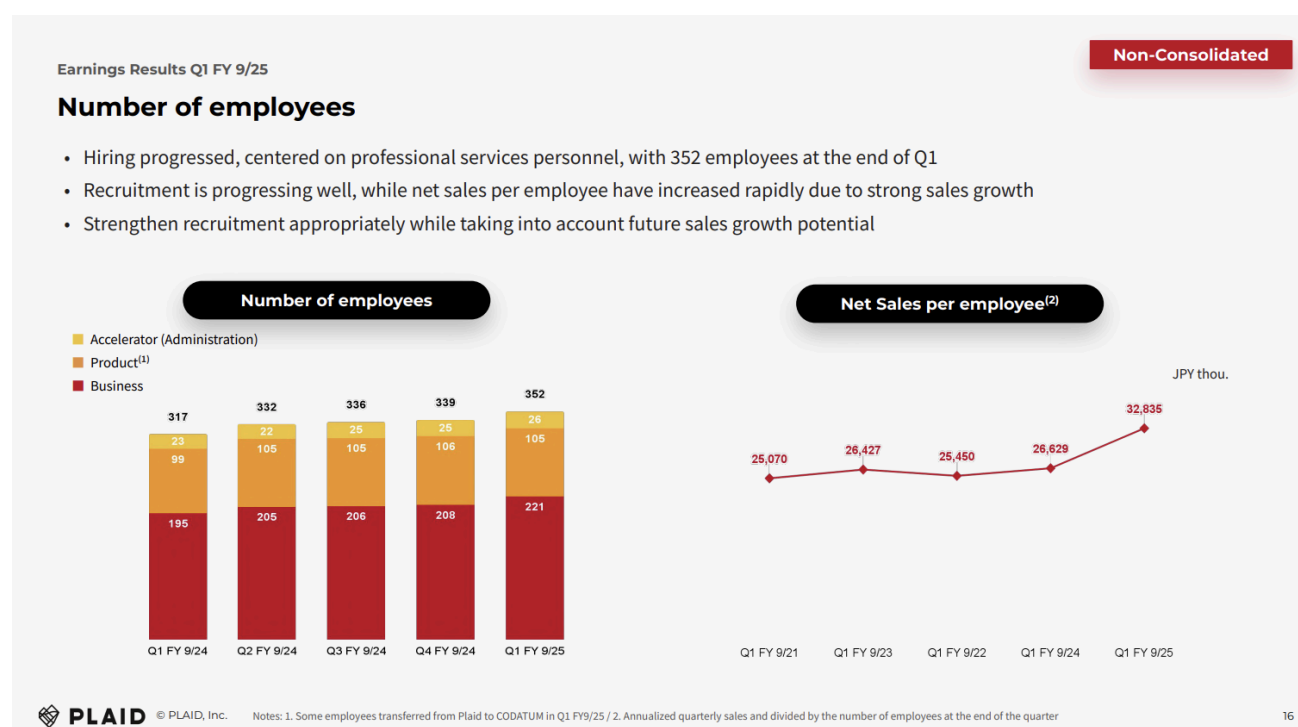 Non-Consolidated
Earnings Results Q1 FY 9/25
Number of employees
• Hiring progressed, centered on professional services personnel, with 352 employees at the end of Q1
• Recruitment is progressing well, while net sales per employee have increased rapidly due to strong sales growth
• Strengthen recruitment appropriately while taking into account future sales growth potential
Number of employees
Accelerator (Administration)
Product(1)
Business
317 332 336 339 352
23 22 25 25 26
99 105 105 106 105
195 205 206 208 221
Q1 FY 9/24 Q2 FY 9/24 Q3 FY 9/24 Q4 FY 9/24 Q1 FY 9/25
Net Sales per employee(2)
JPY thou.
25,070 26,427 25,450 26,629 32,835
Q1 FY 9/21 Q1 FY 9/23 Q1 FY 9/22 Q1 FY 9/24 Q1 FY 9/25
PLAID © PLAID, Inc. Notes: 1. Some employees transferred from Plaid to CODATUM in Q1 FY9/25 / 2. Annualized quarterly sales and divided by the number of employees at the end of the quarter 16